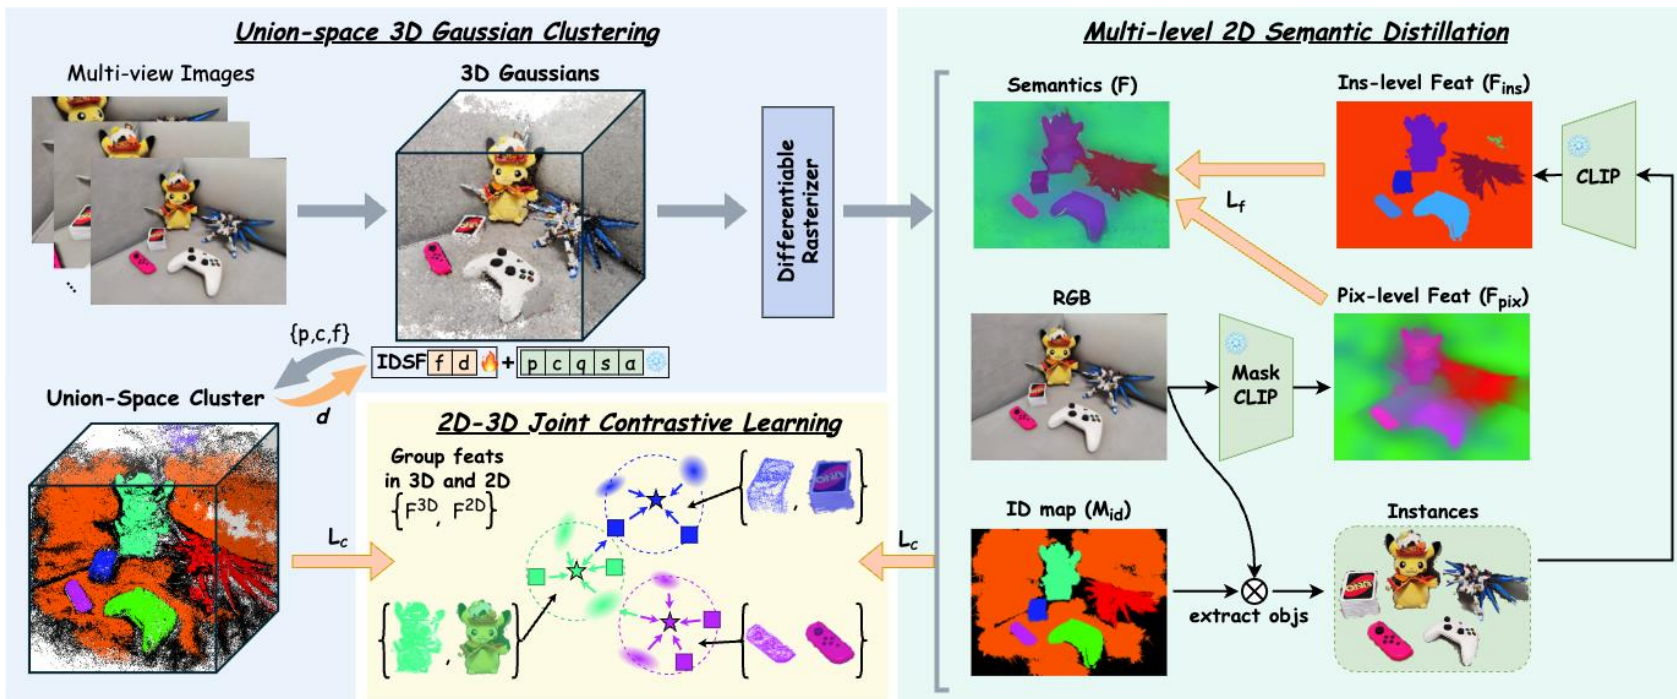 Union-space 3D Gaussian Clustering
Multi-view Images
3D Gaussians
...
Differentiable
Rasterizer
{p,c,f}
IDSF f d + p c q s a
d
Union-Space Cluster
2D-3D Joint Contrastive Learning
Group feats
in 3D and 2D
{F3D, F2D}
Lc
Lc
Multi-level 2D Semantic Distillation
Semantics (F)
Ins-level Feat (Fins)
CLIP
Lf
RGB
Pix-level Feat (Fpix)
Mask
CLIP
ID map (Mid)
Instances
extract objs
UNO
UNO